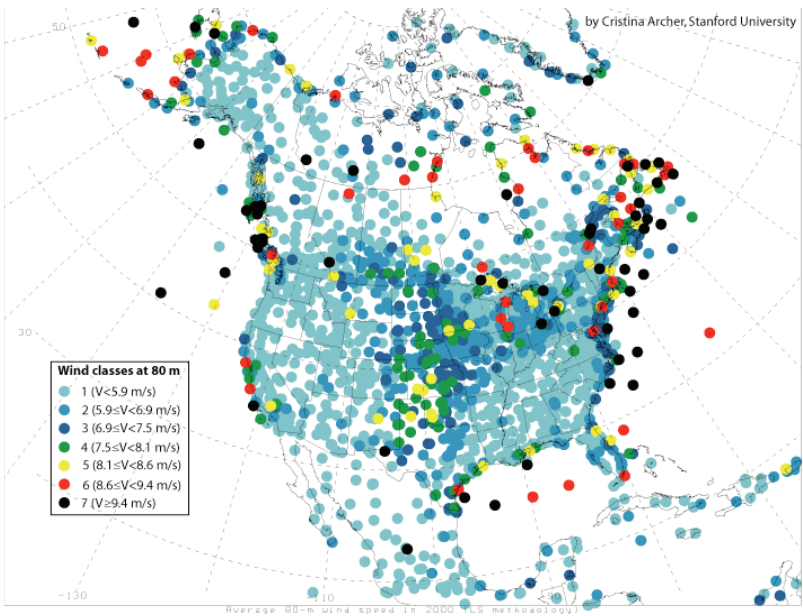 50
by Cristina Archer, Stanford University
30
Wind classes at 80 m
1 (V<5.9 m/s)
2 (5.9≤V<6.9 m/s)
3 (6.9≤V<7.5 m/s)
4 (7.5≤V<8.1 m/s)
5 (8.1≤V<8.6 m/s)
6 (8.6≤V<9.4 m/s)
7 (V≥9.4 m/s)
-130
-110
Average 80-m wind speed in 2000 (LS methodology)